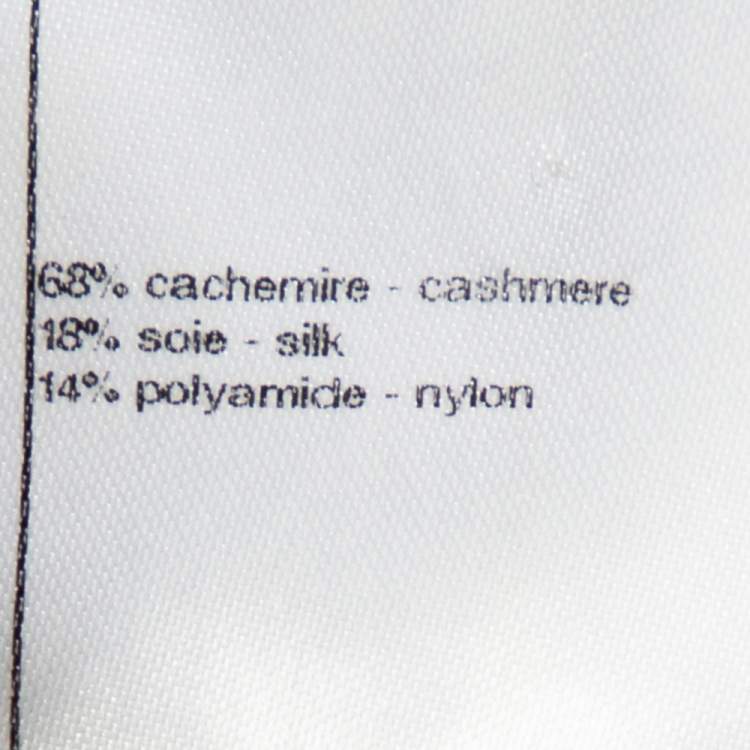 68% cachemire - cashmere
18% soie - silk
14% polyamide - nylon